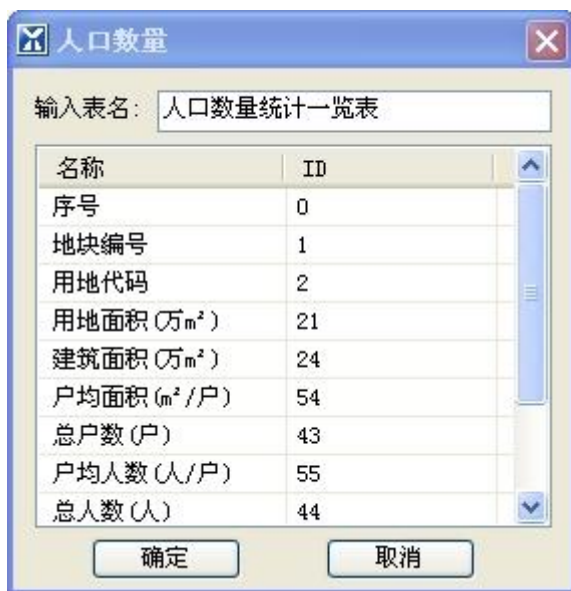 人口数量
输入表名： 人口数量统计一览表
名称 ID
序号 0
地块编号 1
用地代码 2
用地面积(万m²) 21
建筑面积(万m²) 24
户均面积(m²/户) 54
总户数(户) 43
户均人数(人/户) 55
总人数(人) 44
确定 取消